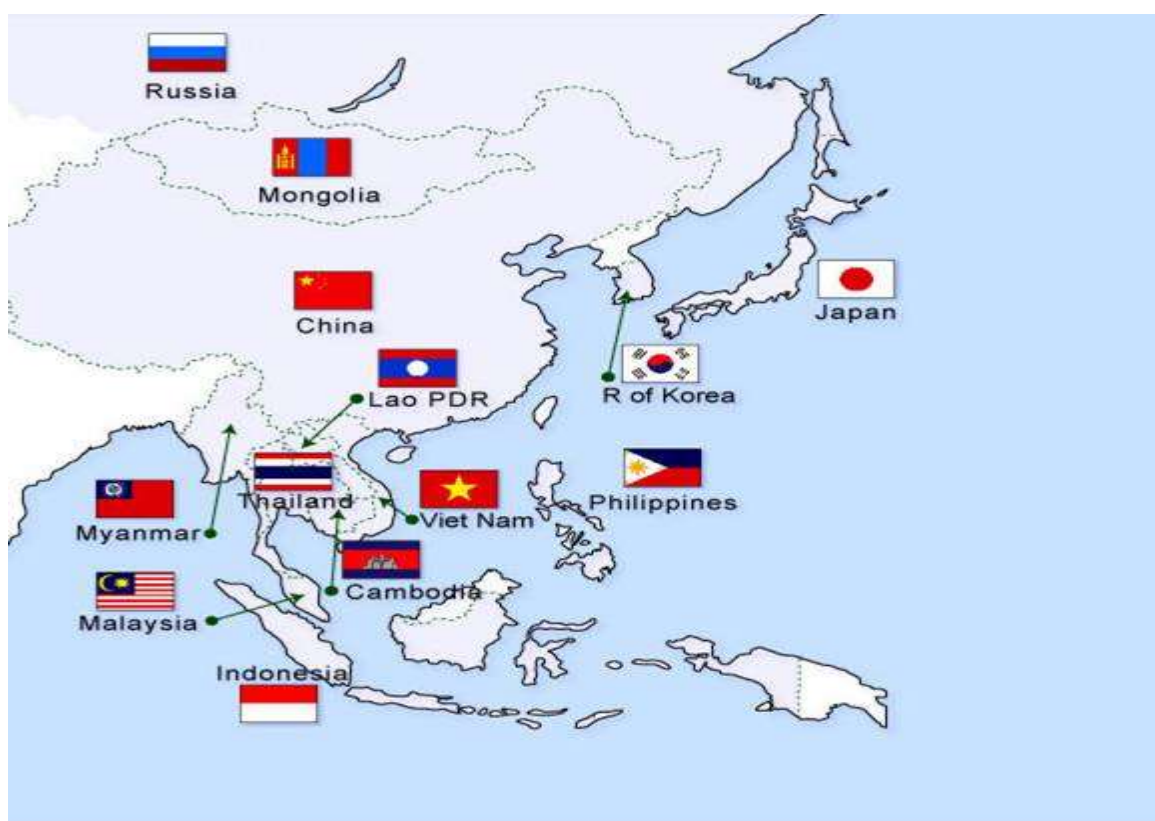 Russia
Mongolia
China
Japan
Lao PDR
R of Korea
Thailand
Philippines
Viet Nam
Myanmar
Cambodia
Malaysia
Indonesia